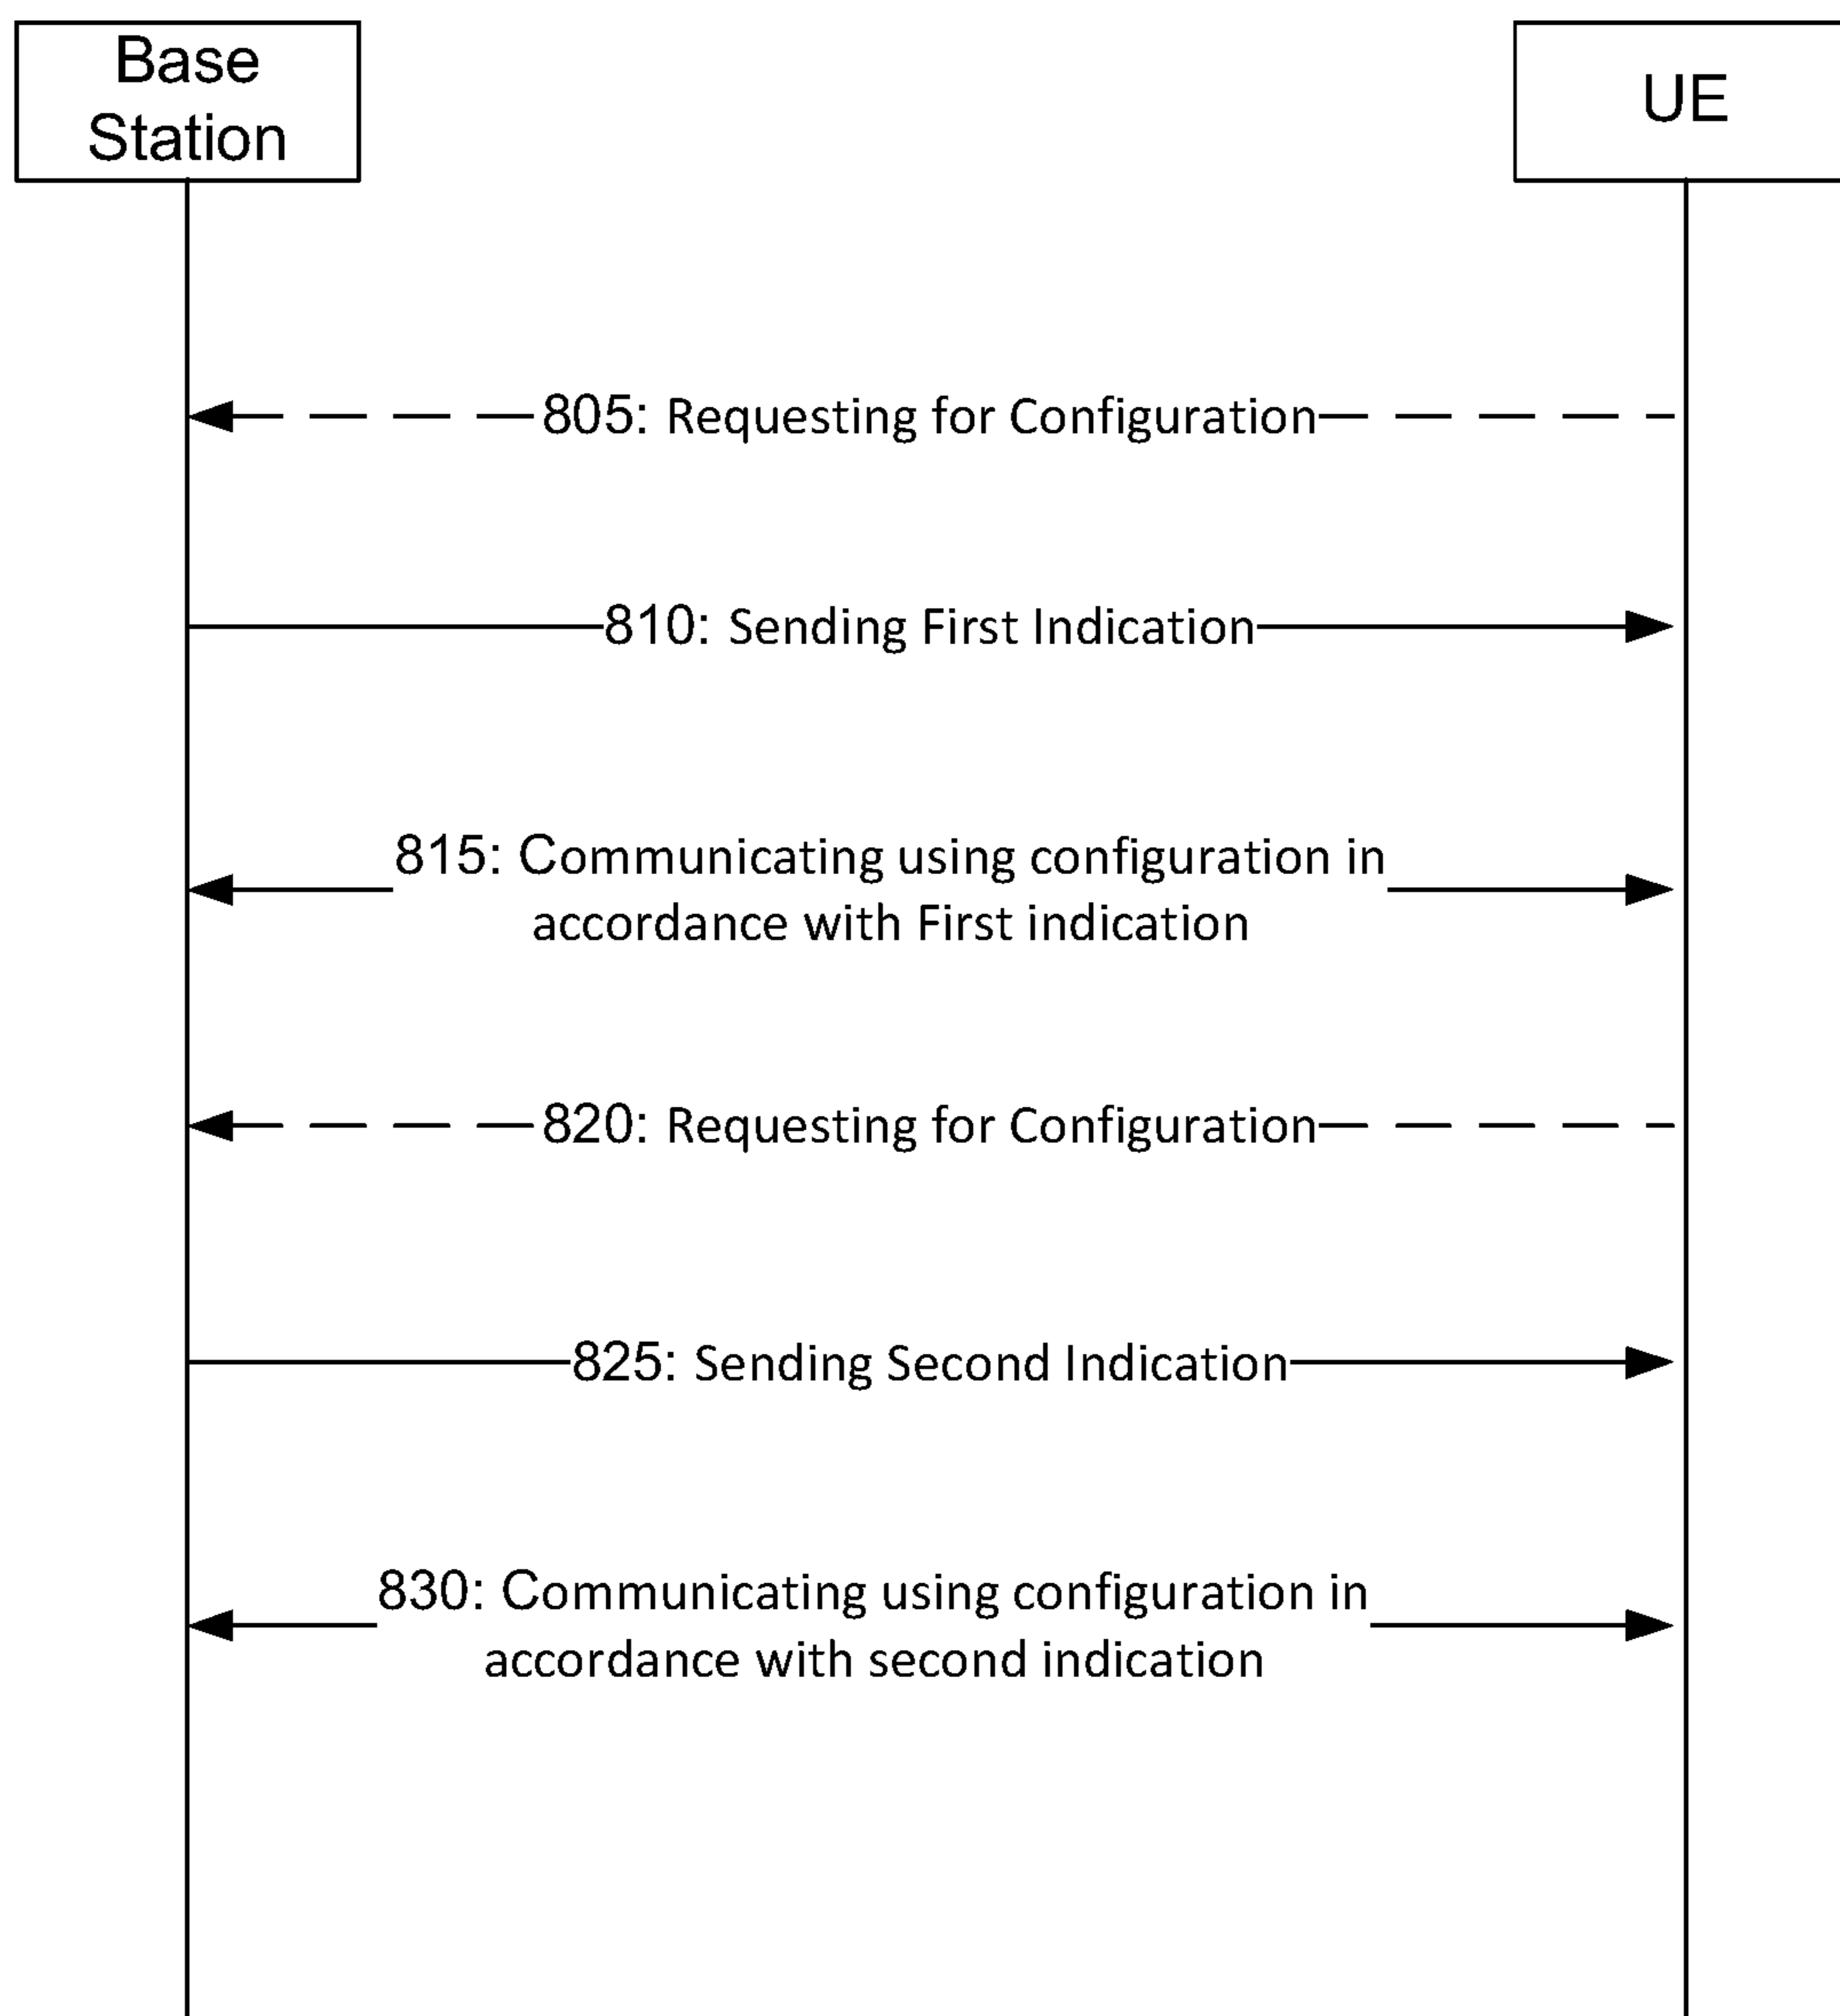 Base
Station
UE
805: Requesting for Configuration
810: Sending First Indication
815: Communicating using configuration in
accordance with First indication
820: Requesting for Configuration
825: Sending Second Indication
830: Communicating using configuration in
accordance with second indication